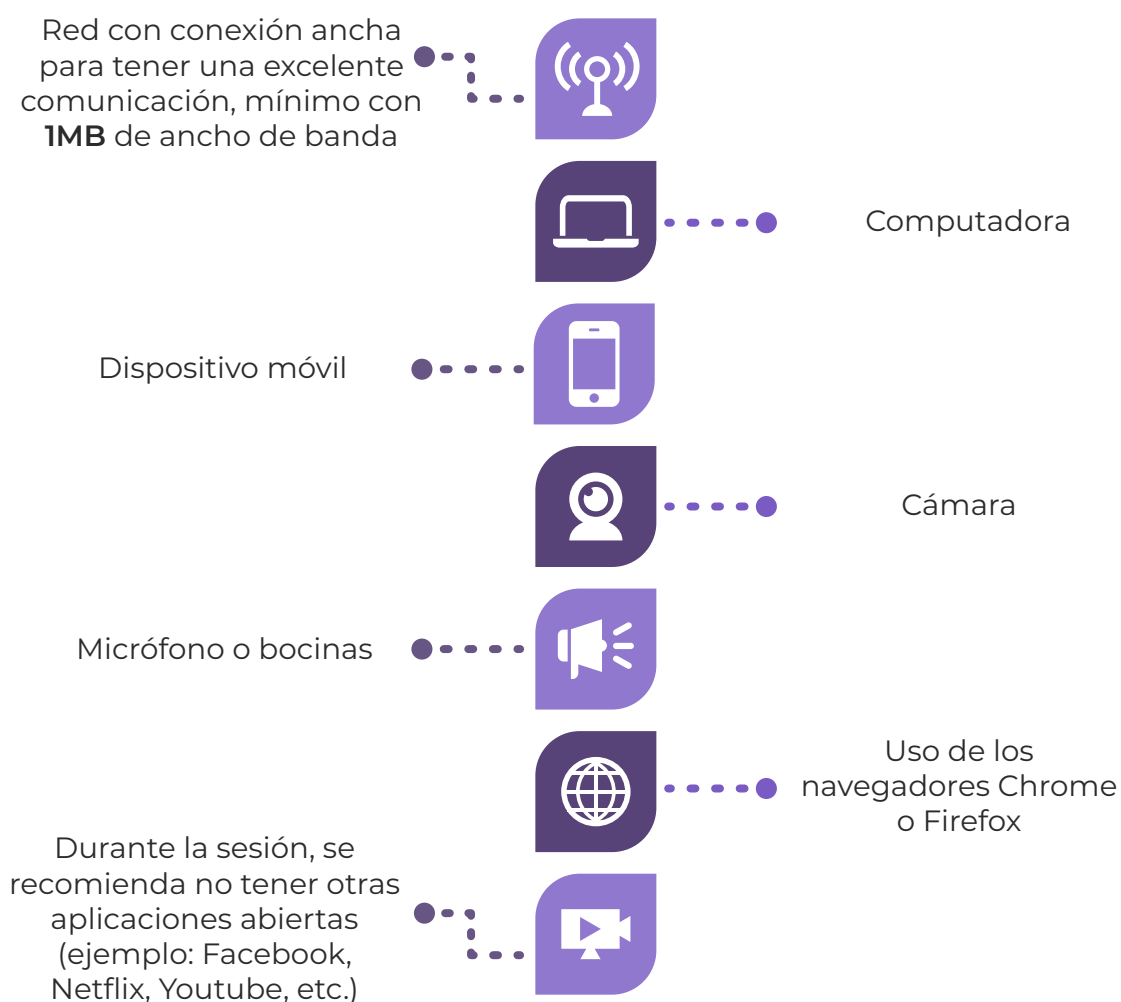 Red con conexión ancha
para tener una excelente
comunicación, mínimo con
1MB de ancho de banda
Computadora
Dispositivo móvil
Cámara
Micrófono o bocinas
Uso de los
navegadores Chrome
o Firefox
Durante la sesión, se
recomienda no tener otras
aplicaciones abiertas
(ejemplo: Facebook,
Netflix, Youtube, etc.)